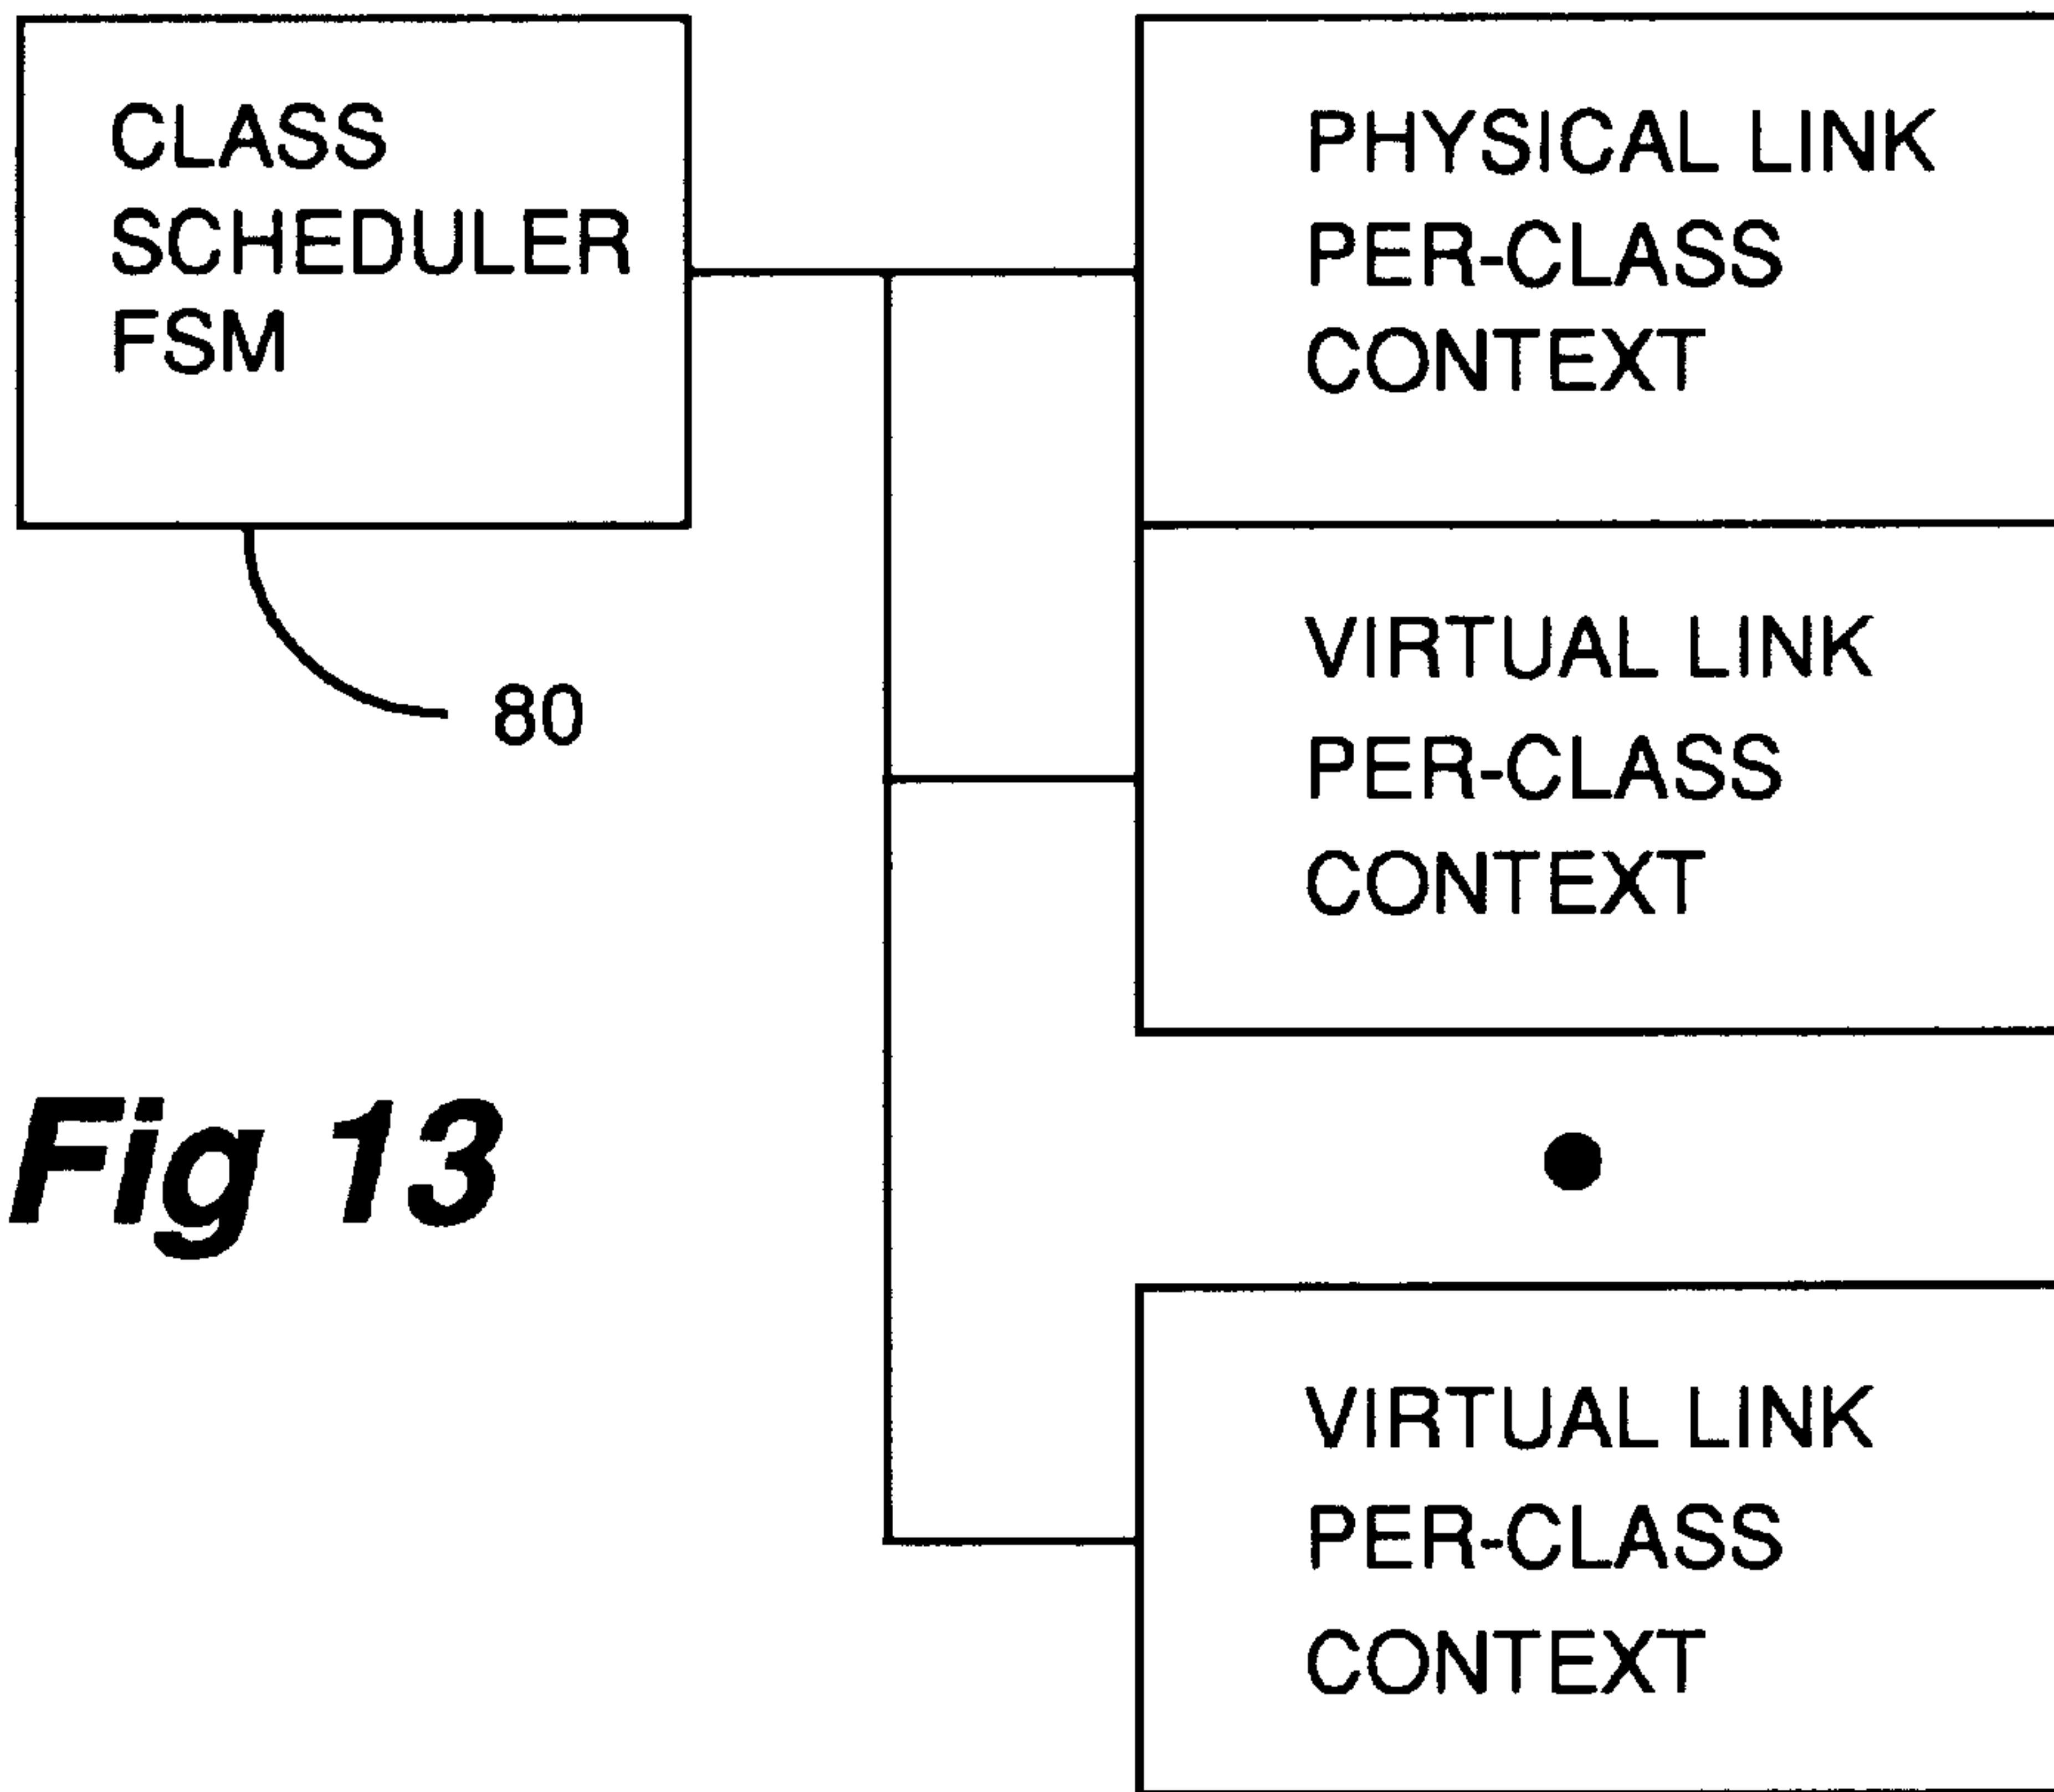 CLASS
SCHEDULER
FSM
80
PHYSICAL LINK
PER-CLASS
CONTEXT
VIRTUAL LINK
PER-CLASS
CONTEXT
VIRTUAL LINK
PER-CLASS
CONTEXT
Fig 13